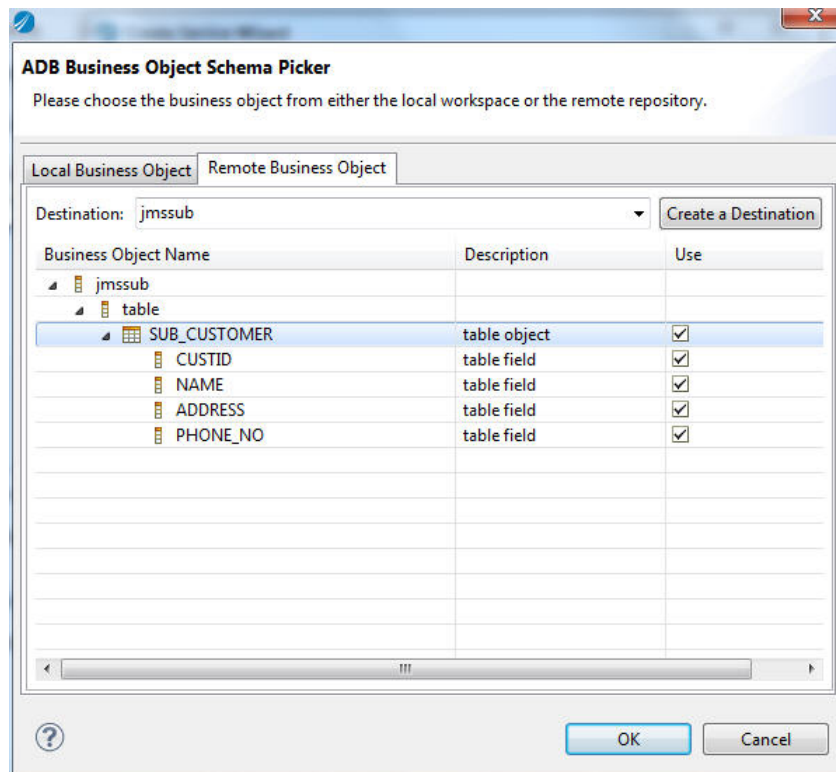 ADB Business Object Schema Picker
Please choose the business object from either the local workspace or the remote repository.
Local Business Object Remote Business Object
Destination: jmssub Create a Destination
Business Object Name Description Use
jmssub
table
SUB_CUSTOMER table object
CUSTID table field
NAME table field
ADDRESS table field
PHONE_NO table field
OK Cancel